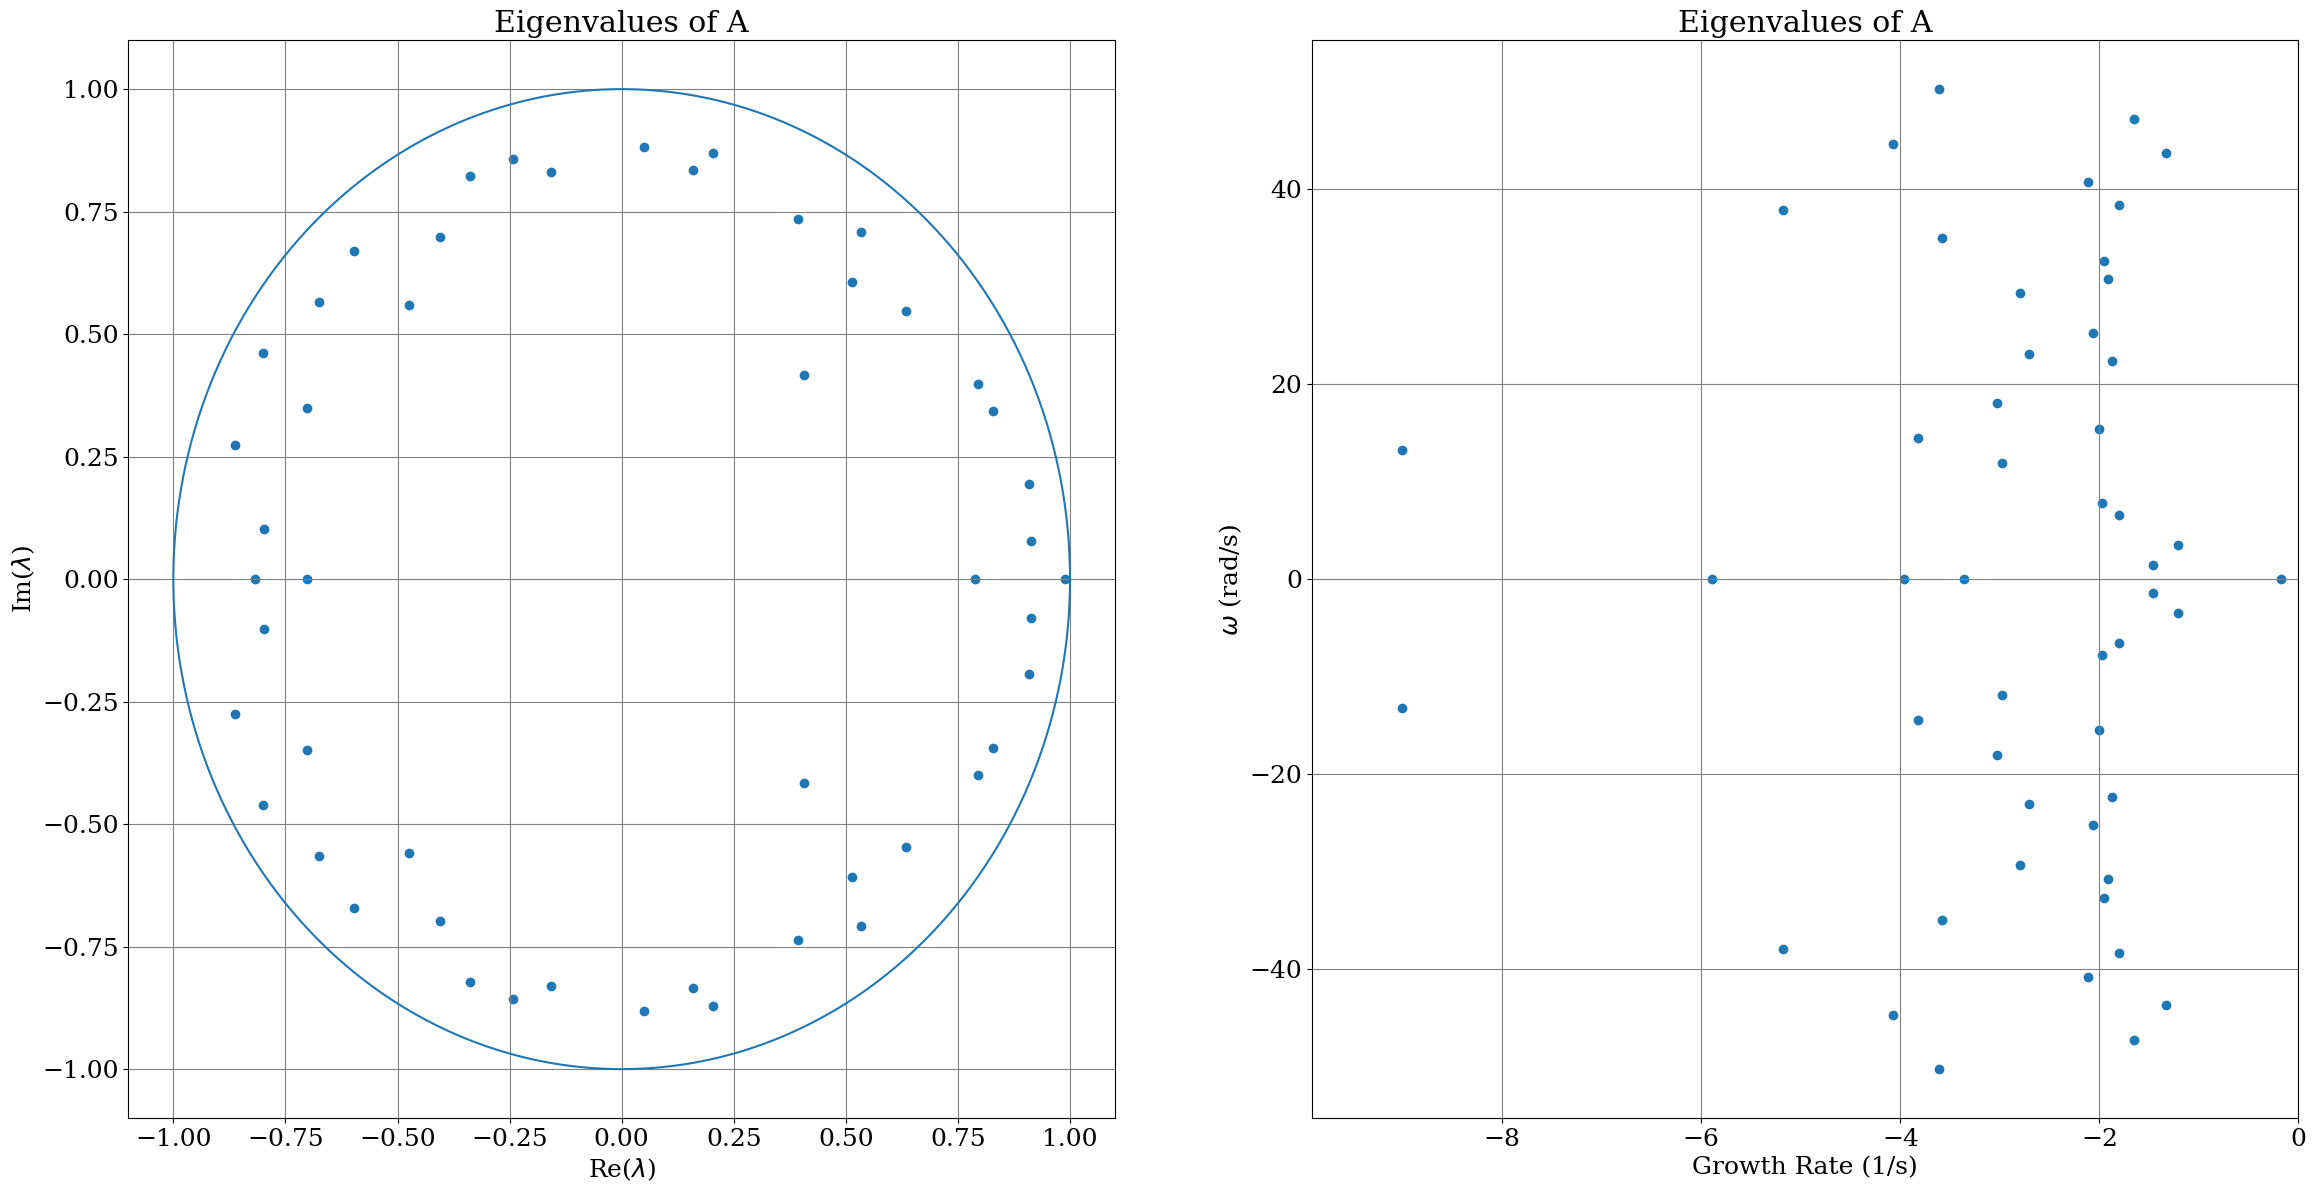 Eigenvalues of A
1.00
0.75
0.50
0.25
0.00
−0.25
−0.50
−0.75
−1.00
Im(λ)
−1.00 −0.75 −0.50 −0.25 0.00 0.25 0.50 0.75 1.00
Re(λ)
Eigenvalues of A
40
20
0
−20
−40
ω (rad/s)
−8 −6 −4 −2 0
Growth Rate (1/s)